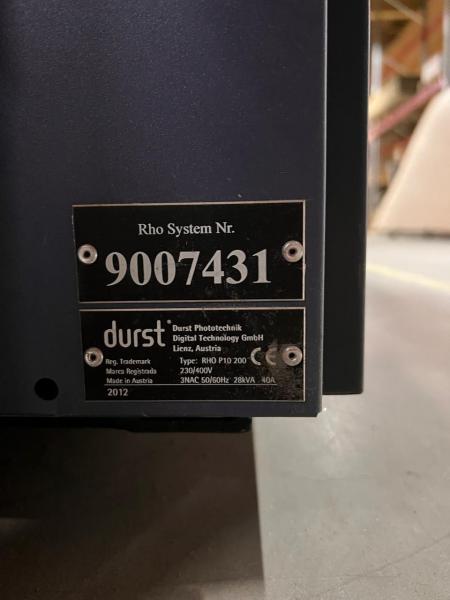 Rho System Nr.
9007431
durst Durst Phototechnik
Digital Technology GmbH
Lienz, Austria
Reg. Trademark Type: RHO P10 200 CE
Marca Registrada 230/400V
Made in Austria 3NAC 50/60Hz 28kVA 40A
2012